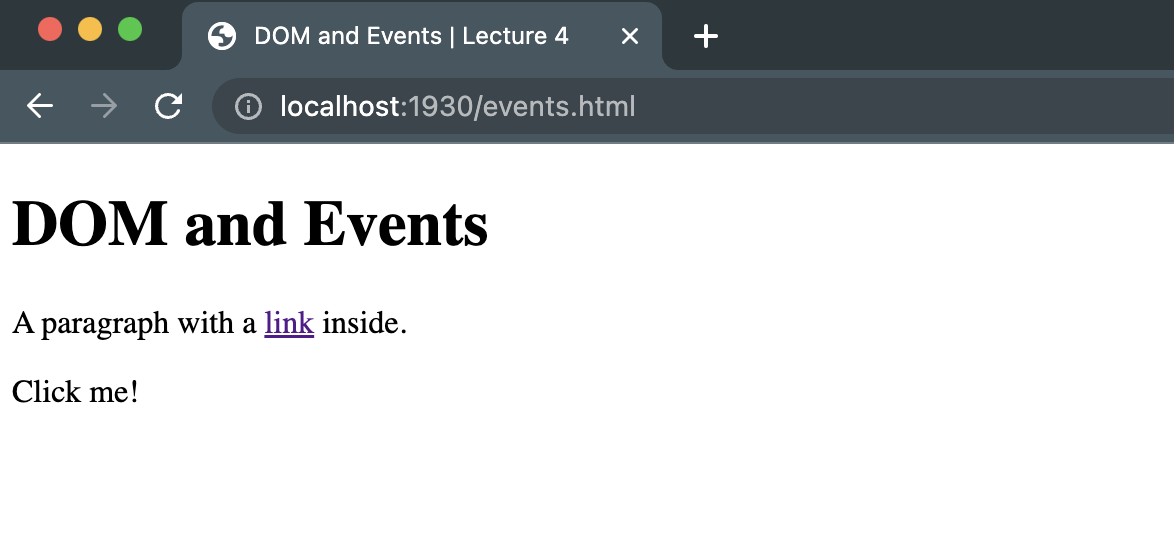 DOM and Events | Lecture 4
localhost:1930/events.html
DOM and Events
A paragraph with a link inside.
Click me!